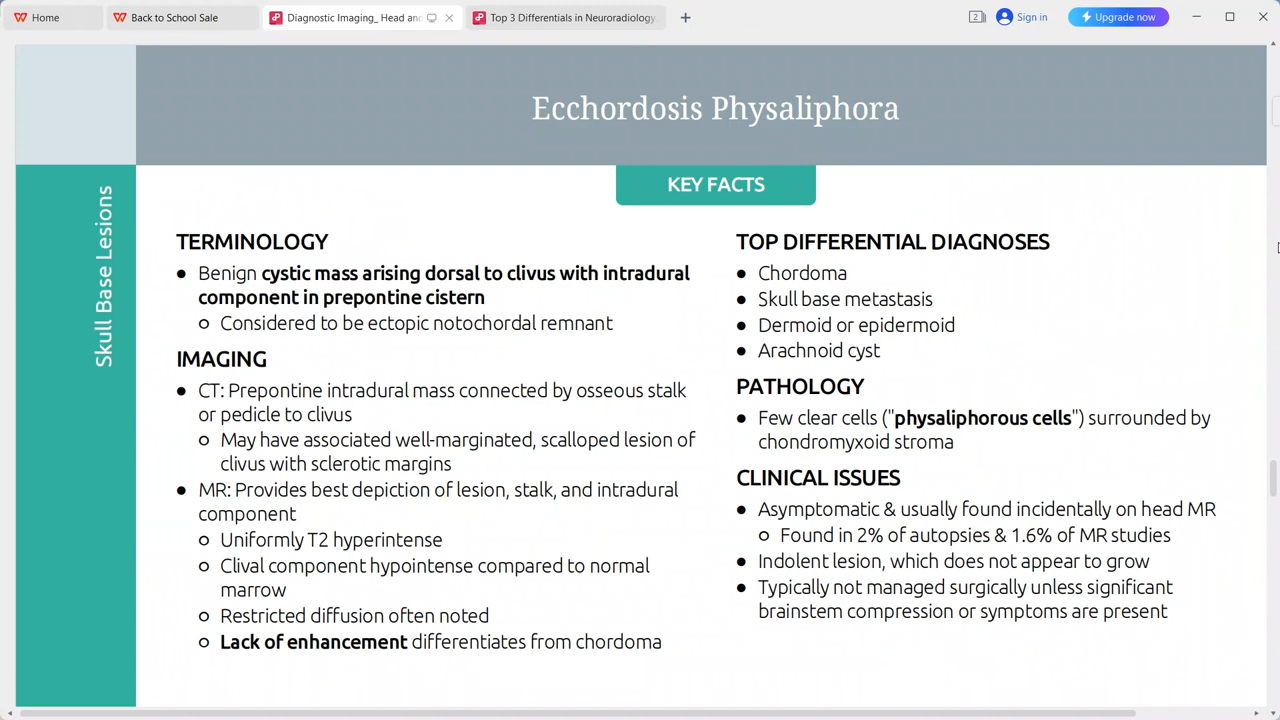 Home
Back to School Sale
Diagnostic Imaging_ Head and
Top 3 Differentials in Neuroradiology
2
Sign in
Upgrade now
Ecchordosis Physaliphora
Skull Base Lesions
KEY FACTS
TERMINOLOGY
● Benign cystic mass arising dorsal to clivus with intradural
component in prepontine cistern
○ Considered to be ectopic notochordal remnant
IMAGING
● CT: Prepontine intradural mass connected by osseous stalk
or pedicle to clivus
○ May have associated well-marginated, scalloped lesion of
clivus with sclerotic margins
● MR: Provides best depiction of lesion, stalk, and intradural
component
○ Uniformly T2 hyperintense
○ Clival component hypointense compared to normal
marrow
○ Restricted diffusion often noted
○ Lack of enhancement differentiates from chordoma
TOP DIFFERENTIAL DIAGNOSES
● Chordoma
● Skull base metastasis
● Dermoid or epidermoid
● Arachnoid cyst
PATHOLOGY
● Few clear cells ("physaliphorous cells") surrounded by
chondromyxoid stroma
CLINICAL ISSUES
● Asymptomatic & usually found incidentally on head MR
○ Found in 2% of autopsies & 1.6% of MR studies
● Indolent lesion, which does not appear to grow
● Typically not managed surgically unless significant
brainstem compression or symptoms are present